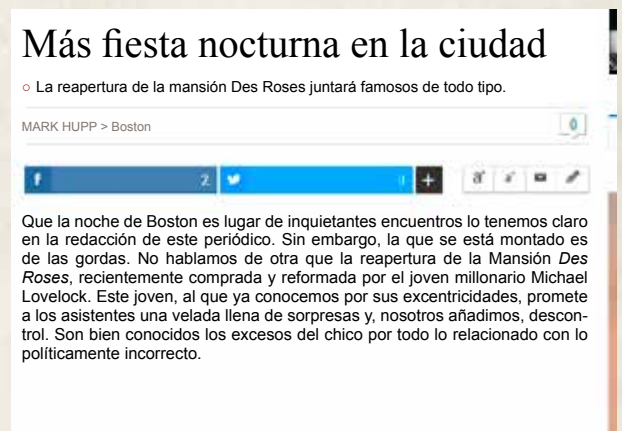 Más fiesta nocturna en la ciudad
La reapertura de la mansión Des Roses juntará famosos de todo tipo.
MARK HUPP > Boston
0
f 2 0 +
Que la noche de Boston es lugar de inquietantes encuentros lo tenemos claro
en la redacción de este periódico. Sin embargo, la que se está montado es
de las gordas. No hablamos de otra que la reapertura de la Mansión Des
Roses, recientemente comprada y reformada por el joven millonario Michael
Lovelock. Este joven, al que ya conocemos por sus excentricidades, promete
a los asistentes una velada llena de sorpresas y, nosotros añadimos, descon-
trol. Son bien conocidos los excesos del chico por todo lo relacionado con lo
políticamente incorrecto.